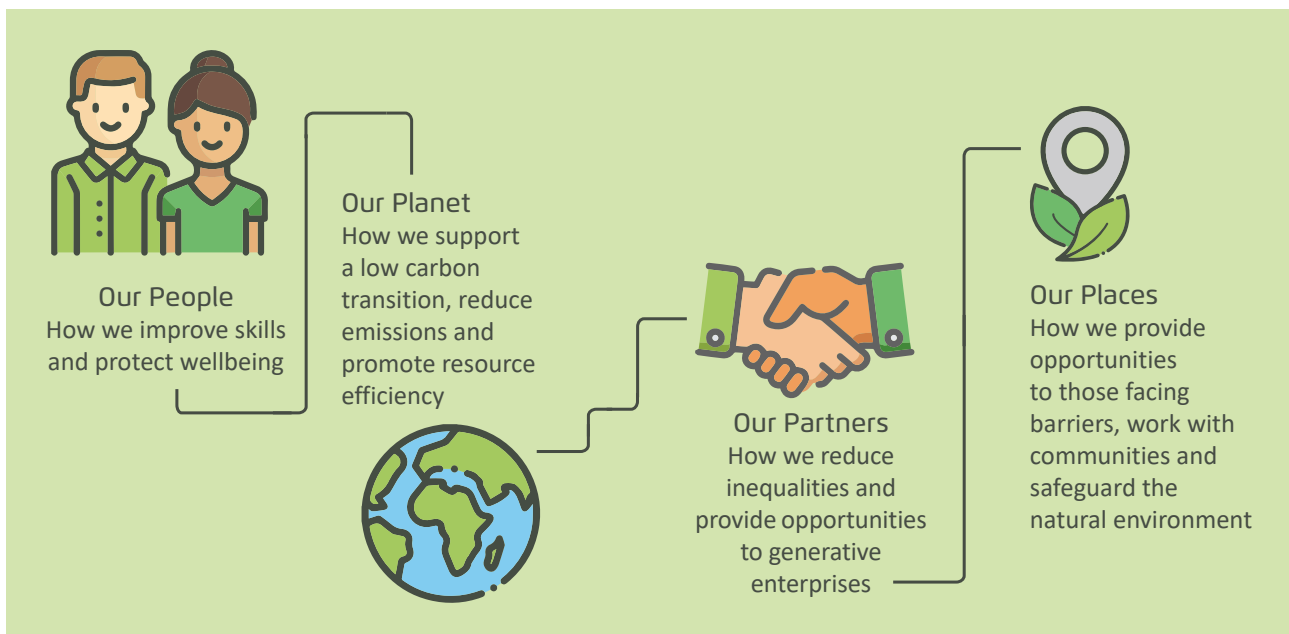 Our People
How we improve skills
and protect wellbeing
Our Planet
How we support
a low carbon
transition, reduce
emissions and
promote resource
efficiency
Our Partners
How we reduce
inequalities and
provide opportunities
to generative
enterprises
Our Places
How we provide
opportunities
to those facing
barriers, work with
communities and
safeguard the
natural environment